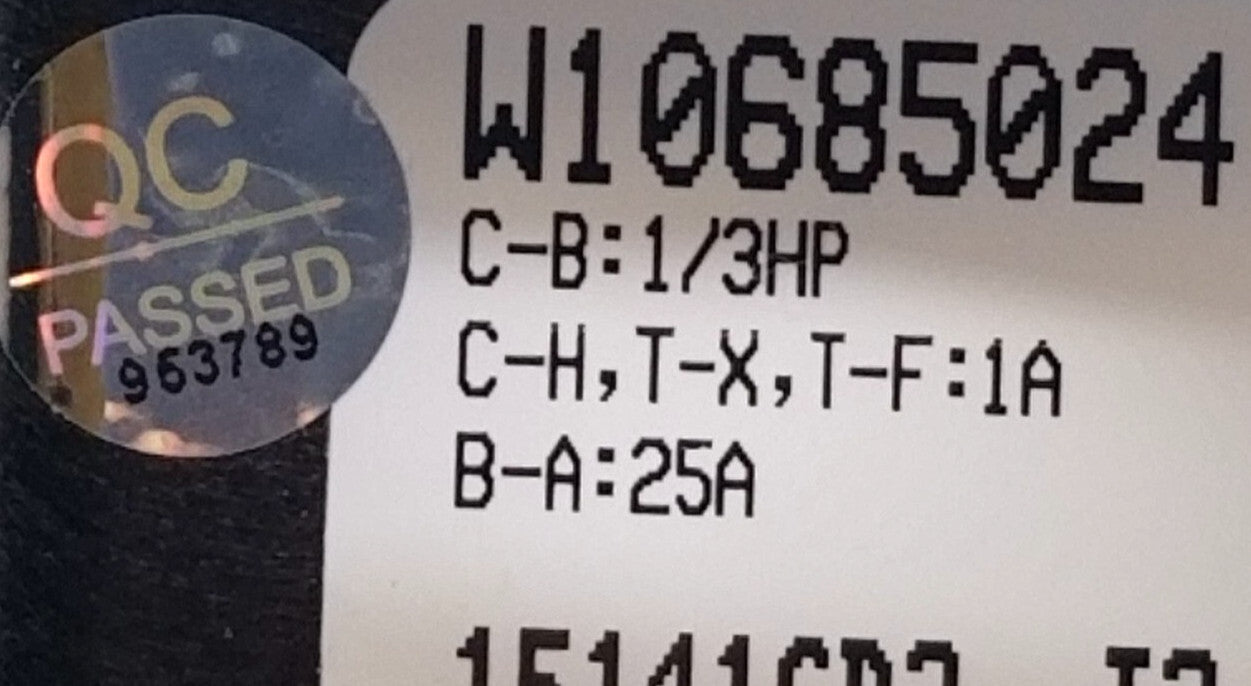 QC
PASSED
963789
W10685024
C-B:1/3HP
C-H,T-X,T-F:1A
B-A:25A